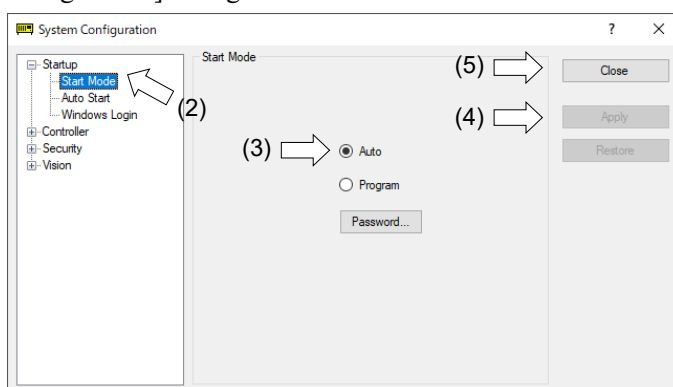 System Configuration
?
Startup
Start Mode
Auto Start
Windows Login
Controller
Security
Vision
(2)
Start Mode
(3)
Auto
Program
Password...
(5)
Close
(4)
Apply
Restore